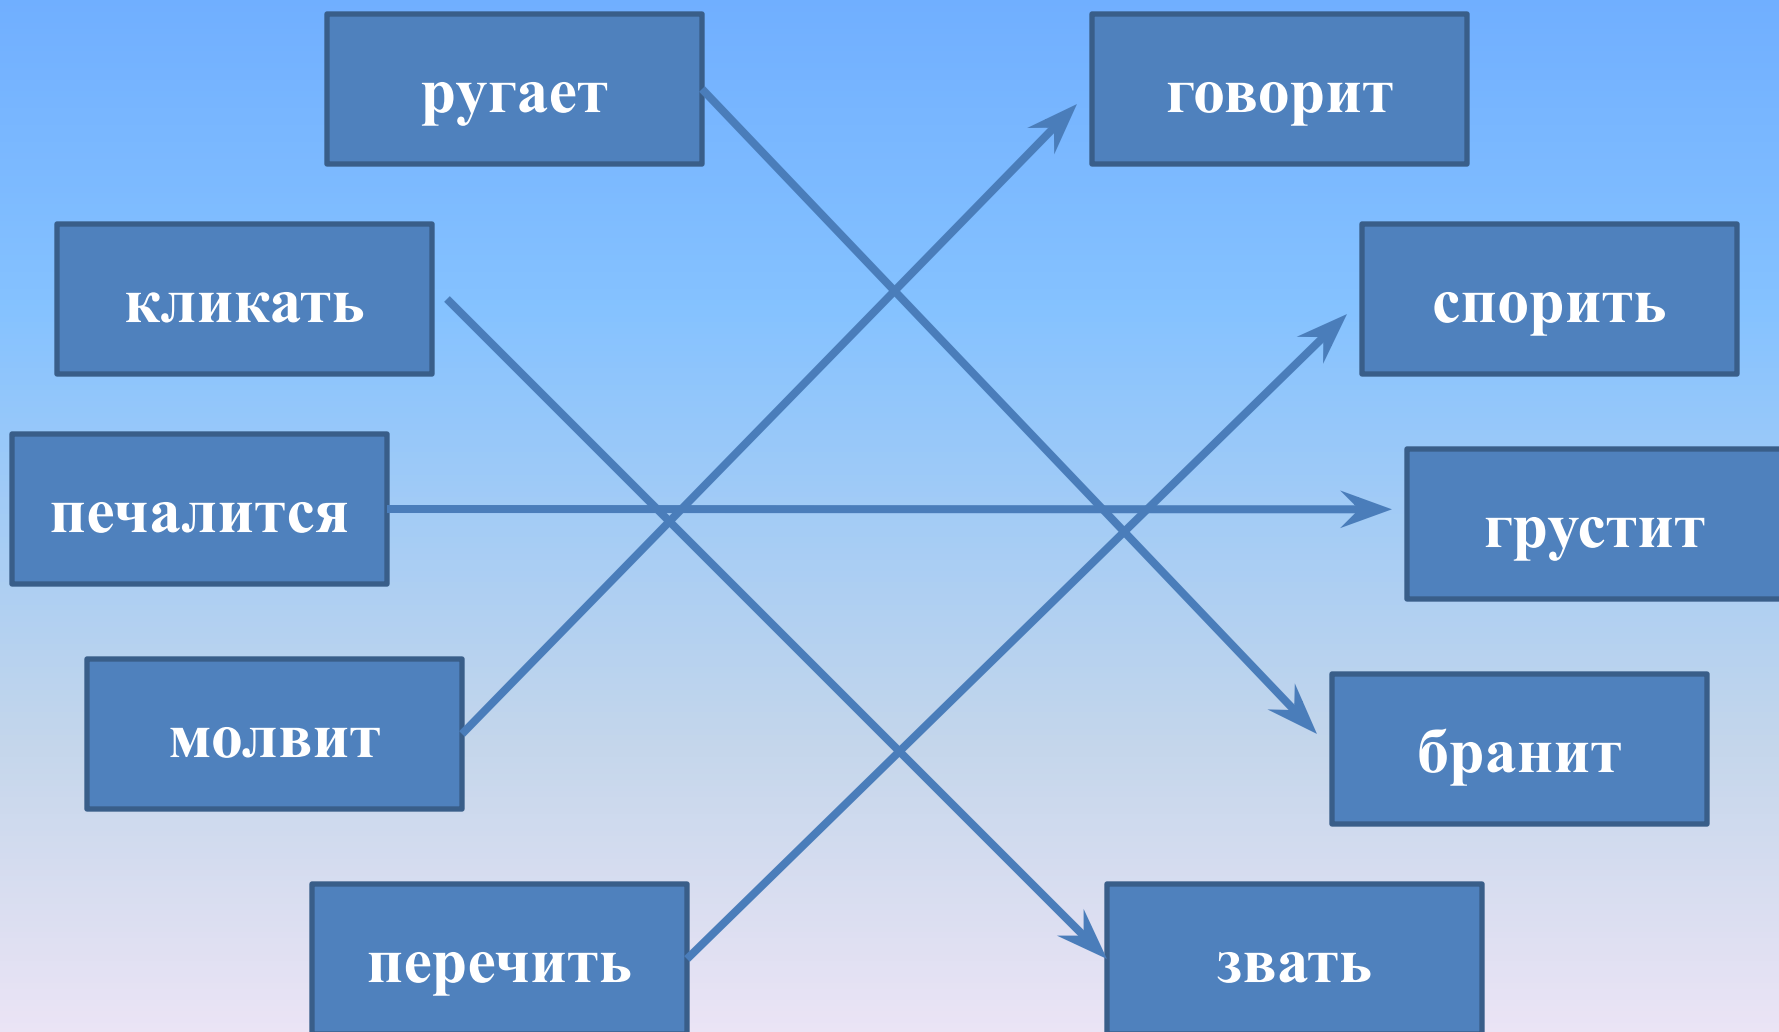 ругает
говорит
кликать
спорить
печалится
грустит
молвит
бранит
перечить
звать